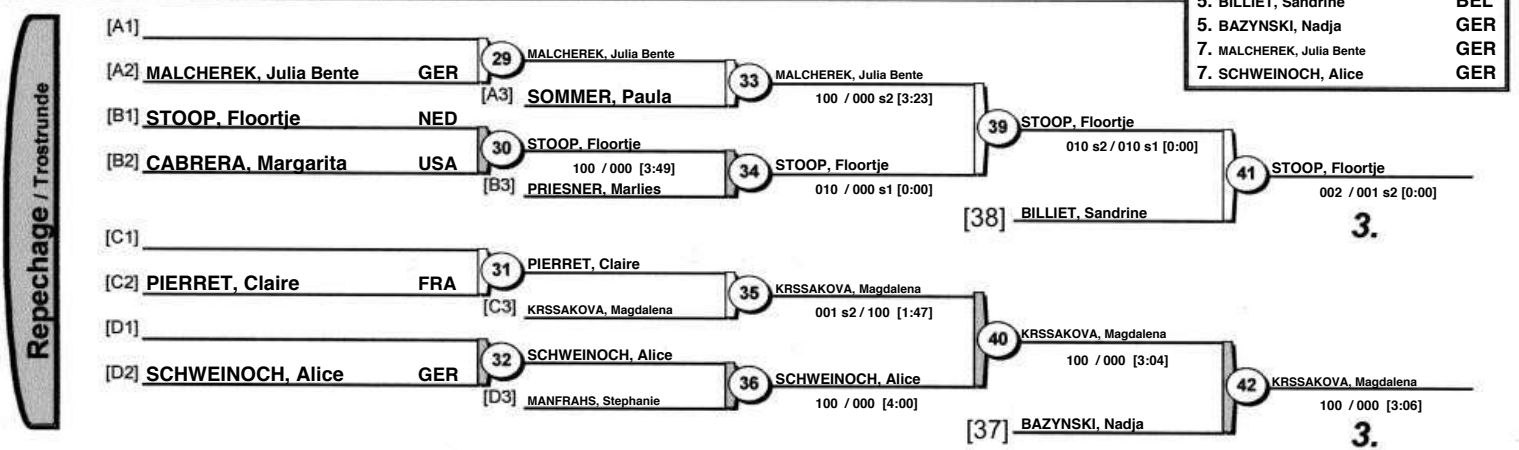 5. BILLIET, Sandrine BEL
5. BAZYNSKI, Nadja GER
7. MALCHEREK, Julia Bente GER
7. SCHWEINOCH, Alice GER
Repechage / Trostrunde
[A1]
[A2] MALCHEREK, Julia Bente GER
29 MALCHEREK, Julia Bente
[A3] SOMMER, Paula
33 MALCHEREK, Julia Bente
100 / 000 s2 [3:23]
[B1] STOOP, Floortje NED
[B2] CABRERA, Margarita USA
30 STOOP, Floortje
100 / 000 [3:49]
[B3] PRIESNER, Marlies
34 STOOP, Floortje
010 / 000 s1 [0:00]
39 STOOP, Floortje
010 s2 / 010 s1 [0:00]
[38] BILLIET, Sandrine
41 STOOP, Floortje
002 / 001 s2 [0:00]
3.
[C1]
[C2] PIERRET, Claire FRA
31 PIERRET, Claire
[C3] KRSSAKOVA, Magdalena
35 KRSSAKOVA, Magdalena
001 s2 / 100 [1:47]
[D1]
[D2] SCHWEINOCH, Alice GER
32 SCHWEINOCH, Alice
[D3] MANFRAHS, Stephanie
36 SCHWEINOCH, Alice
100 / 000 [4:00]
40 KRSSAKOVA, Magdalena
100 / 000 [3:04]
[37] BAZYNSKI, Nadja
42 KRSSAKOVA, Magdalena
100 / 000 [3:06]
3.